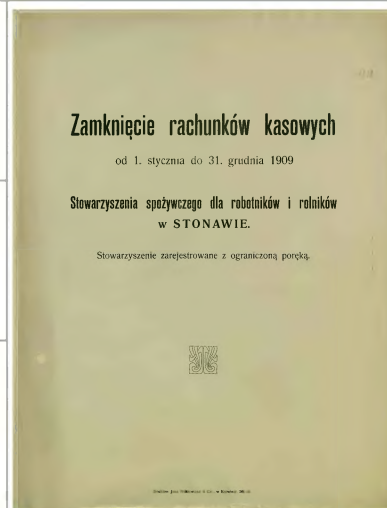 Zamknięcie rachunków kasowych
od 1. stycznia do 31. grudnia 1909
Stowarzyszenia spożywczego dla robotników i rolników
w STONAWIE.
Stowarzyszenie zarejestrowane z ograniczoną poręką.